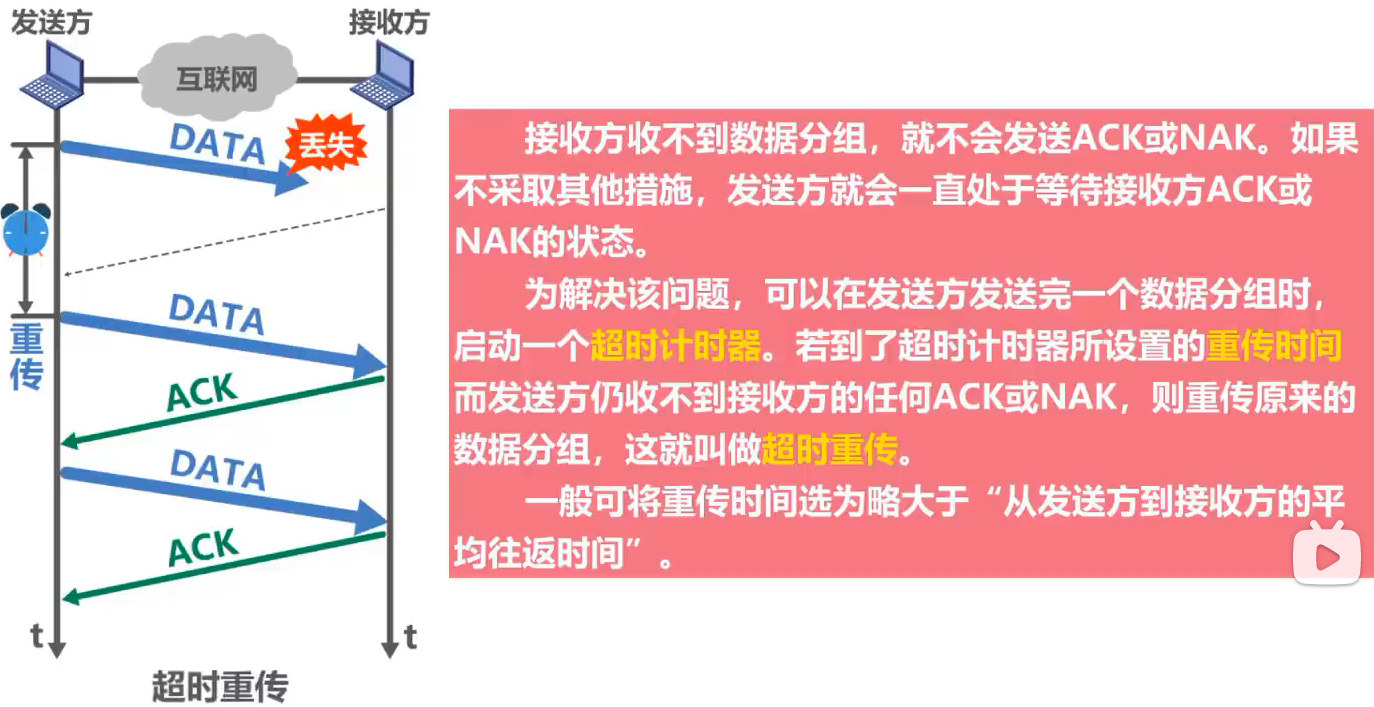 发送方
接收方
互联网
DATA
丢失
重传
DATA
ACK
DATA
ACK
t
t
超时重传
接收方收不到数据分组，就不会发送ACK或NAK。如果
不采取其他措施，发送方就会一直处于等待接收方ACK或
NAK的状态。
为解决该问题，可以在发送方发送完一个数据分组时，
启动一个超时计时器。若到了超时计时器所设置的重传时间
而发送方仍收不到接收方的任何ACK或NAK，则重传原来的
数据分组，这就叫做超时重传。
一般可将重传时间选为略大于“从发送方到接收方的平
均往返时间”。